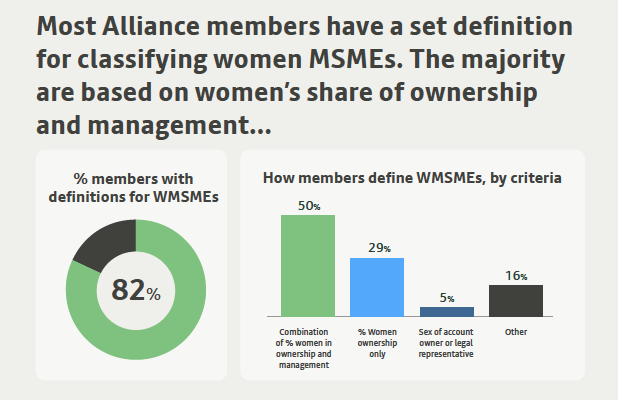 Most Alliance members have a set definition
for classifying women MSMEs. The majority
are based on women’s share of ownership
and management...
% members with
definitions for WMSMEs
82%
How members define WMSMEs, by criteria
50%
29%
5%
16%
Combination
of % women in
ownership and
management
% Women
ownership
only
Sex of account
owner or legal
representative
Other